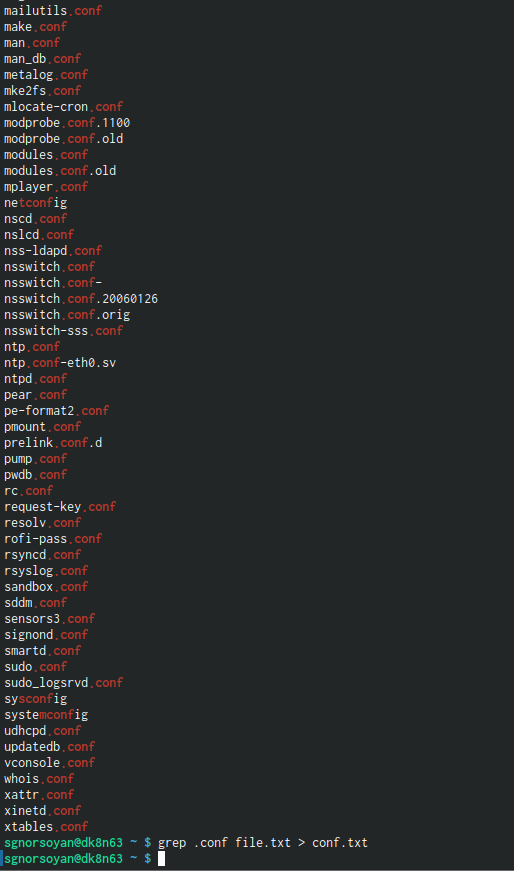 mailutils.conf
make.conf
man.conf
man_db.conf
metalog.conf
mke2fs.conf
mlocate-cron.conf
modprobe.conf.1100
modprobe.conf.old
modules.conf
modules.conf.old
mplayer.conf
netconfig
nscd.conf
nslcd.conf
nss-ldapd.conf
nsswitch.conf
nsswitch.conf-
nsswitch.conf.20060126
nsswitch.conf.orig
nsswitch-sss.conf
ntp.conf
ntp.conf-eth0.sv
ntpd.conf
pear.conf
pe-format2.conf
pmount.conf
prelink.conf.d
pump.conf
pwdb.conf
rc.conf
request-key.conf
resolv.conf
rofi-pass.conf
rsyncd.conf
rsyslog.conf
sandbox.conf
sddm.conf
sensors3.conf
signond.conf
smartd.conf
sudo.conf
sudo_logsrvd.conf
sysconfig
systemconfig
udhcpd.conf
updatedb.conf
vconsole.conf
whois.conf
xattr.conf
xinetd.conf
xtables.conf
sgnorsoyan@dk8n63 ~ $ grep .conf file.txt > conf.txt
sgnorsoyan@dk8n63 ~ $